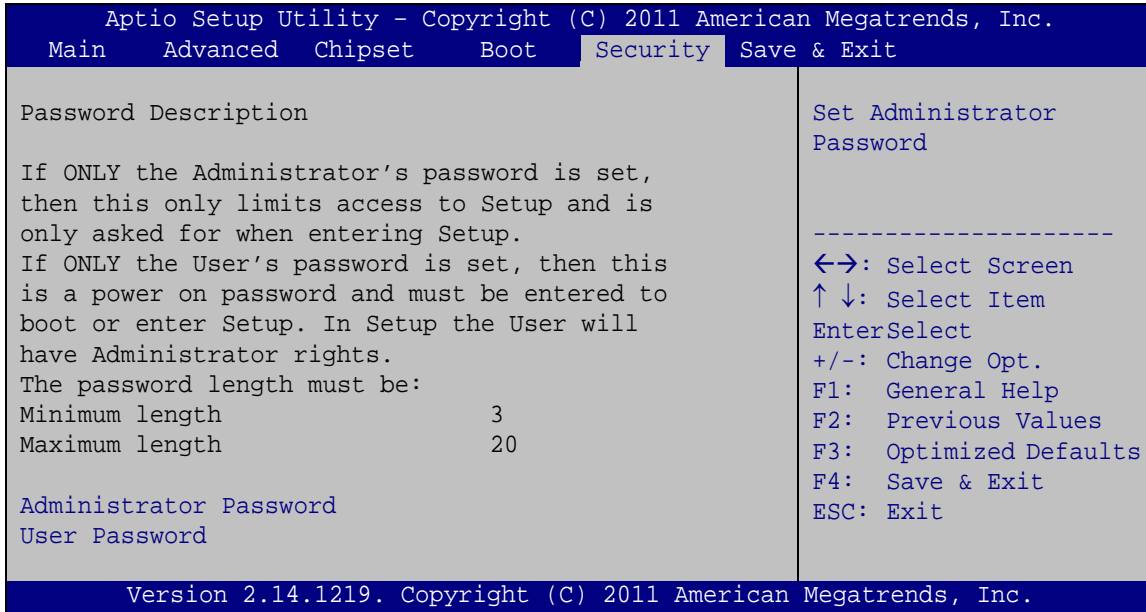 Aptio Setup Utility – Copyright (C) 2011 American Megatrends, Inc.
Main Advanced Chipset Boot Security Save & Exit
Password Description
If ONLY the Administrator’s password is set,
then this only limits access to Setup and is
only asked for when entering Setup.
If ONLY the User’s password is set, then this
is a power on password and must be entered to
boot or enter Setup. In Setup the User will
have Administrator rights.
The password length must be:
Minimum length 3
Maximum length 20
Administrator Password
User Password
Set Administrator
Password
---------------------
←→: Select Screen
↑ ↓: Select Item
EnterSelect
+/-: Change Opt.
F1: General Help
F2: Previous Values
F3: Optimized Defaults
F4: Save & Exit
ESC: Exit
Version 2.14.1219. Copyright (C) 2011 American Megatrends, Inc.